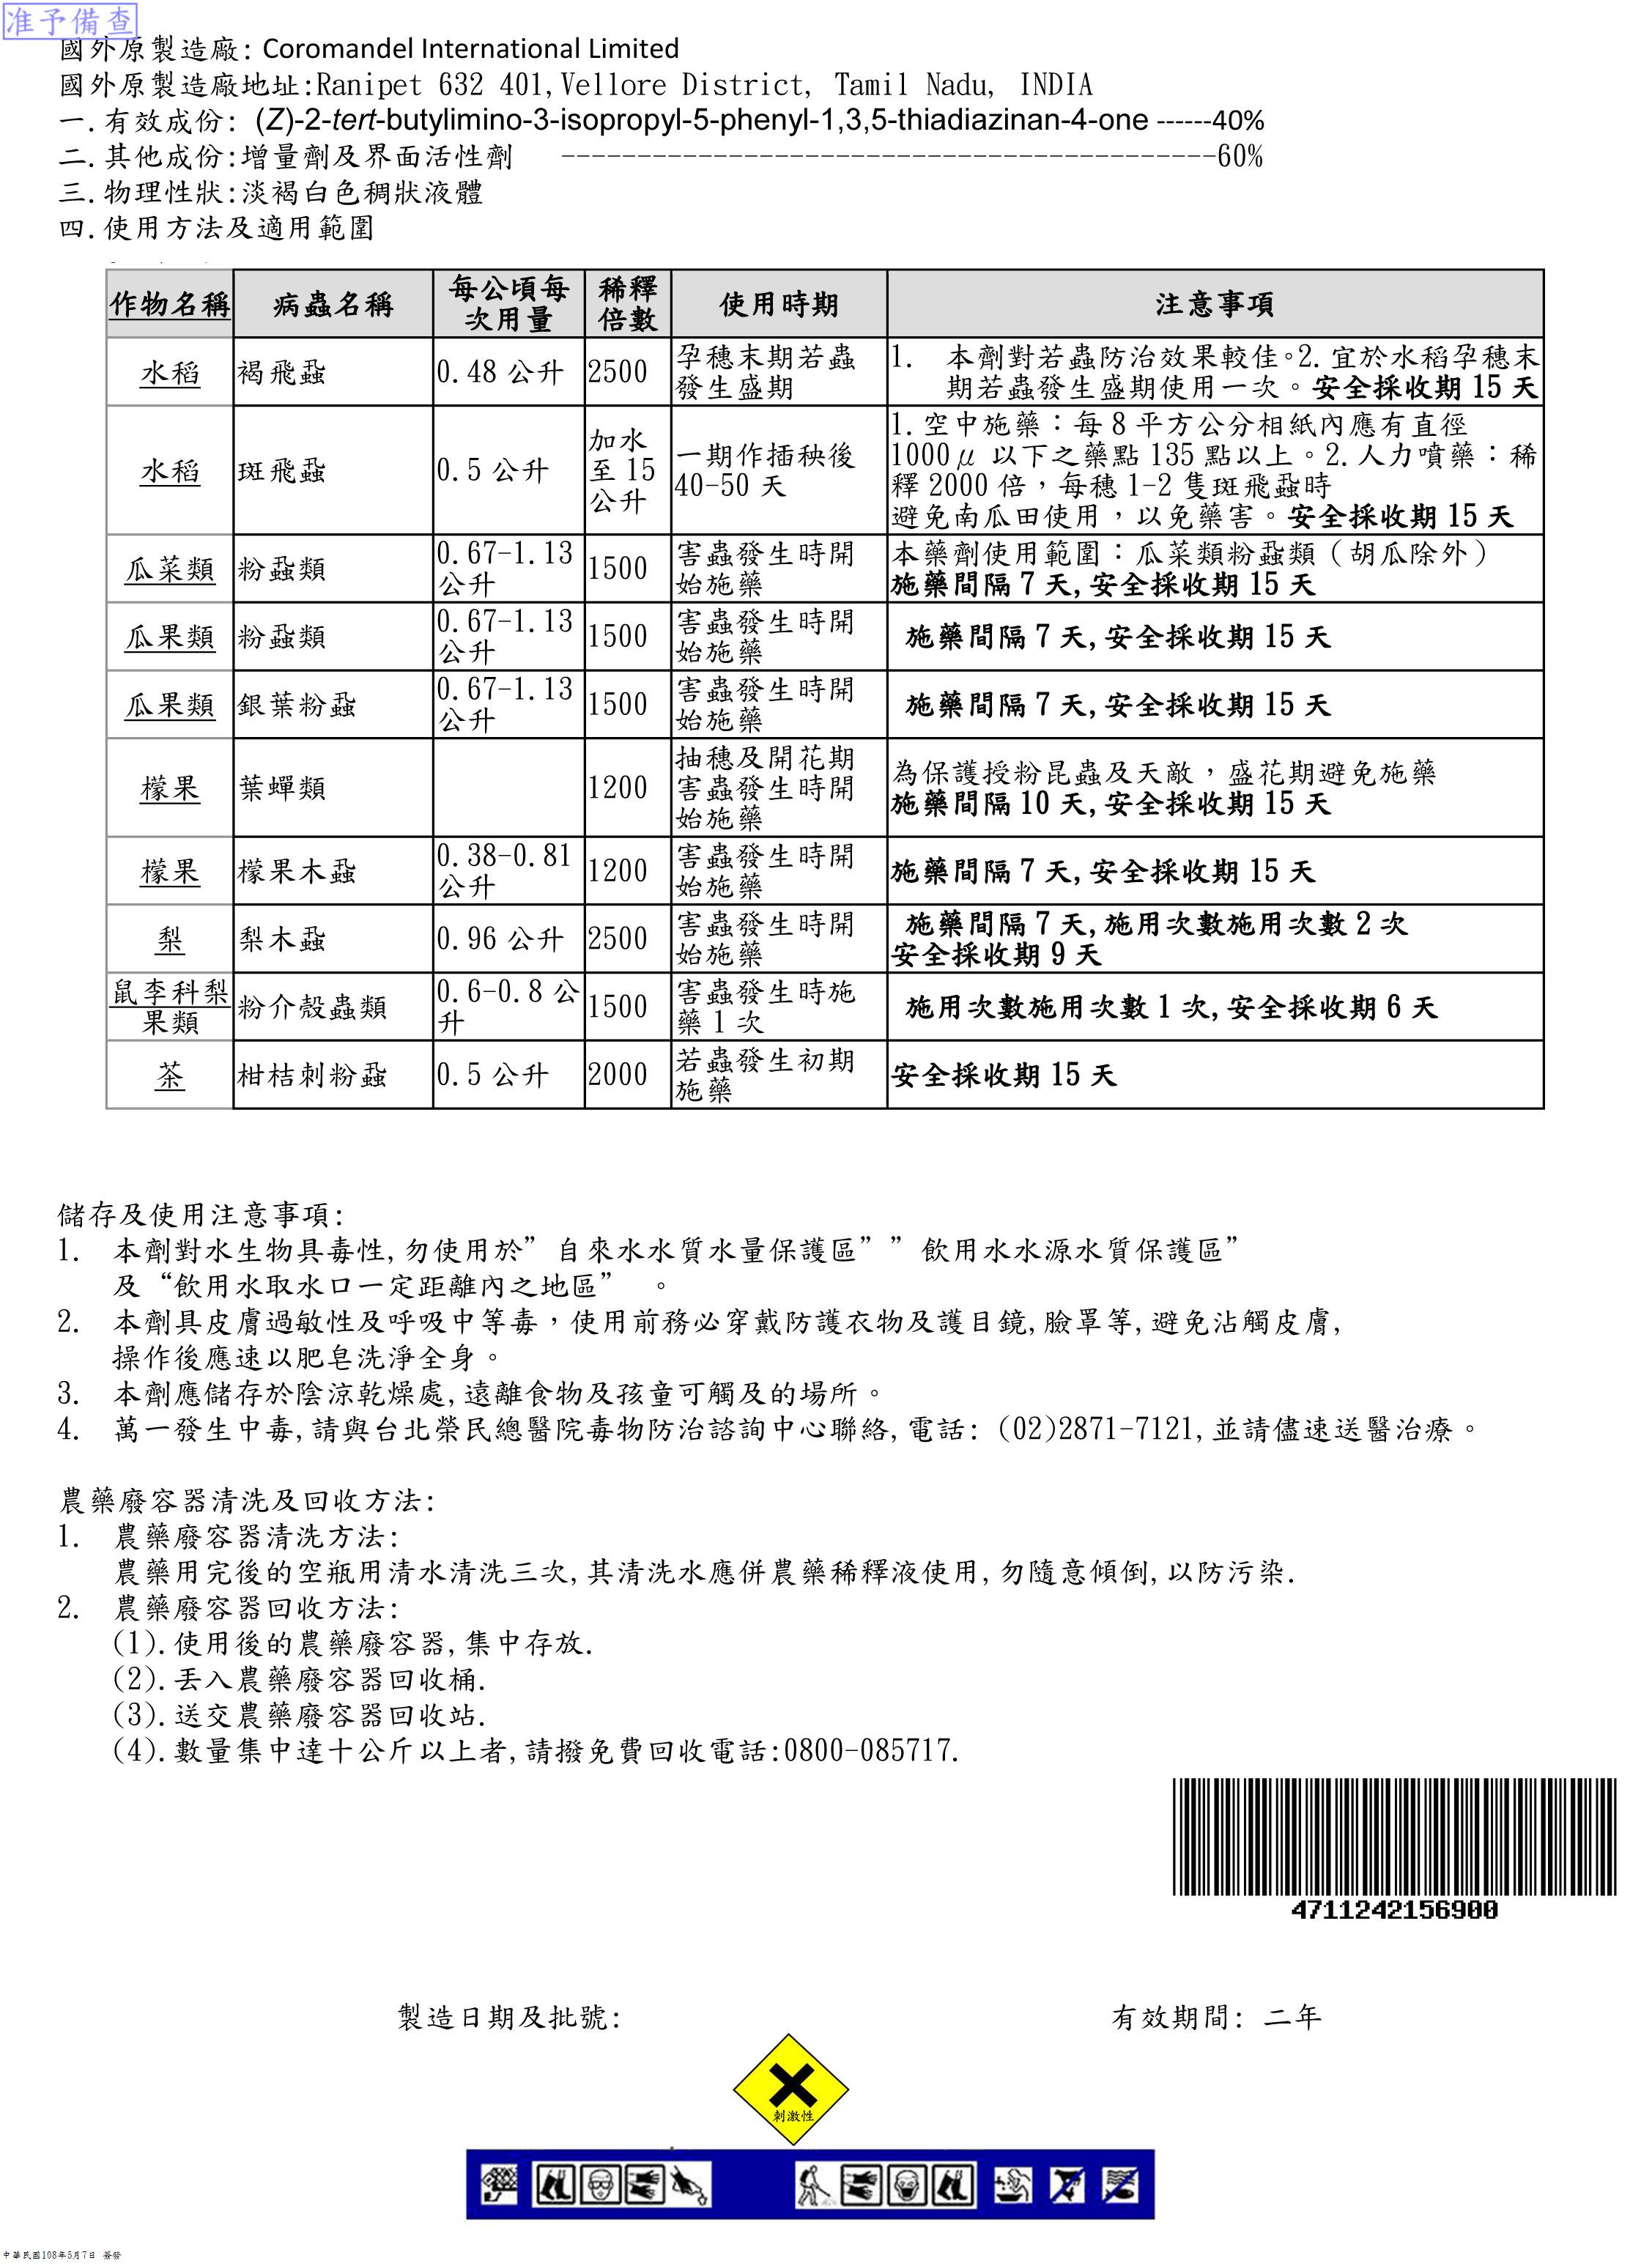 准予備查
國外原製造廠: Coromandel International Limited
國外原製造廠地址:Ranipet 632 401,Vellore District, Tamil Nadu, INDIA
一.有效成份: (Z)-2-tert-butylimino-3-isopropyl-5-phenyl-1,3,5-thiadiazinan-4-one ------40%
二.其他成份:增量劑及界面活性劑 -------------------------------------------60%
三.物理性狀:淡褐白色稠狀液體
四.使用方法及適用範圍
作物名稱 病蟲名稱 每公頃每次用量 稀釋倍數 使用時期 注意事項
水稻 褐飛蝨 0.48 公升 2500 孕穗末期若蟲發生盛期 1. 本劑對若蟲防治效果較佳。2.宜於水稻孕穗末期若蟲發生盛期使用一次。安全採收期 15 天
水稻 斑飛蝨 0.5 公升 加水至 15 公升 一期作插秧後 40-50 天 1.空中施藥：每 8 平方公分相紙內應有直徑 1000μ 以下之藥點 135 點以上。2.人力噴藥：稀釋 2000 倍，每穗 1-2 隻斑飛蝨時
避免南瓜田使用，以免藥害。安全採收期 15 天
瓜菜類 粉蝨類 0.67-1.13 公升 1500 害蟲發生時開始施藥 本藥劑使用範圍：瓜菜類粉蝨類（胡瓜除外）
施藥間隔 7 天,安全採收期 15 天
瓜果類 粉蝨類 0.67-1.13 公升 1500 害蟲發生時開始施藥 施藥間隔 7 天,安全採收期 15 天
瓜果類 銀葉粉蝨 0.67-1.13 公升 1500 害蟲發生時開始施藥 施藥間隔 7 天,安全採收期 15 天
檬果 葉蟬類 1200 抽穗及開花期害蟲發生時開始施藥 為保護授粉昆蟲及天敵，盛花期避免施藥
施藥間隔 10 天,安全採收期 15 天
檬果 檬果木蝨 0.38-0.81 公升 1200 害蟲發生時開始施藥 施藥間隔 7 天,安全採收期 15 天
梨 梨木蝨 0.96 公升 2500 害蟲發生時開始施藥 施藥間隔 7 天,施用次數施用次數 2 次
安全採收期 9 天
鼠李科梨果類 粉介殼蟲類 0.6-0.8 公升 1500 害蟲發生時施藥 1 次 施用次數施用次數 1 次,安全採收期 6 天
茶 柑桔刺粉蝨 0.5 公升 2000 若蟲發生初期施藥 安全採收期 15 天
儲存及使用注意事項:
1. 本劑對水生物具毒性,勿使用於”自來水水質水量保護區””飲用水水源水質保護區”
及“飲用水取水口一定距離內之地區” 。
2. 本劑具皮膚過敏性及呼吸中等毒，使用前務必穿戴防護衣物及護目鏡,臉罩等,避免沾觸皮膚,
操作後應速以肥皂洗淨全身。
3. 本劑應儲存於陰涼乾燥處,遠離食物及孩童可觸及的場所。
4. 萬一發生中毒,請與台北榮民總醫院毒物防治諮詢中心聯絡,電話: (02)2871-7121,並請儘速送醫治療。
農藥廢容器清洗及回收方法:
1. 農藥廢容器清洗方法:
農藥用完後的空瓶用清水清洗三次,其清洗水應併農藥稀釋液使用,勿隨意傾倒,以防污染.
2. 農藥廢容器回收方法:
(1).使用後的農藥廢容器,集中存放.
(2).丟入農藥廢容器回收桶.
(3).送交農藥廢容器回收站.
(4).數量集中達十公斤以上者,請撥免費回收電話:0800-085717.
4711242156900
製造日期及批號: 有效期間: 二年
刺激性
中華民國108年5月7日 簽發